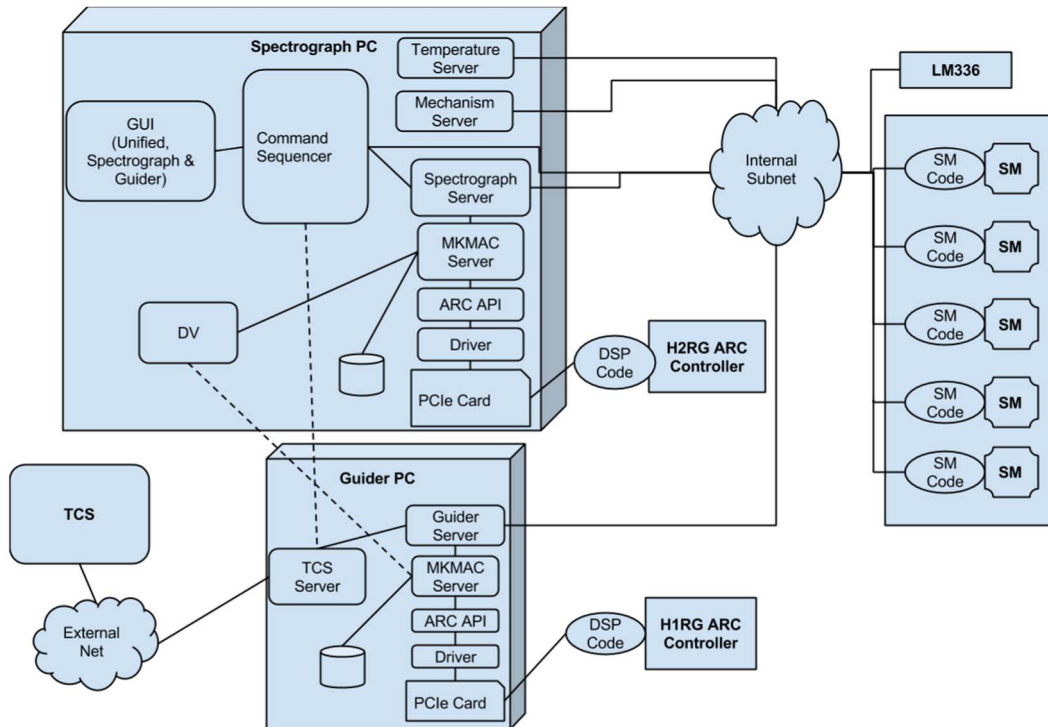 Spectrograph PC
Temperature
Server
Mechanism
Server
GUI
(Unified,
Spectrograph &
Guider)
Command
Sequencer
Spectrograph
Server
MKMAC
Server
ARC API
Driver
PCIe Card
DV
DSP
Code
H2RG ARC
Controller
Internal
Subnet
LM336
SM
Code
SM
SM
Code
SM
SM
Code
SM
SM
Code
SM
SM
Code
SM
Guider PC
Guider
Server
TCS
Server
MKMAC
Server
ARC API
Driver
PCIe Card
DSP
Code
H1RG ARC
Controller
TCS
External
Net